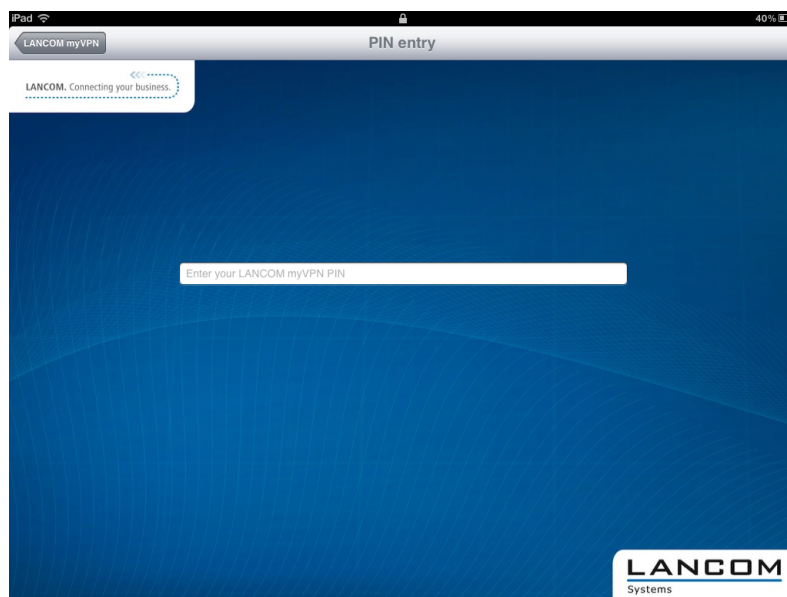 iPad
40%
LANCOM myVPN
PIN entry
LANCOM. Connecting your business.
Enter your LANCOM myVPN PIN
LANCOM
Systems